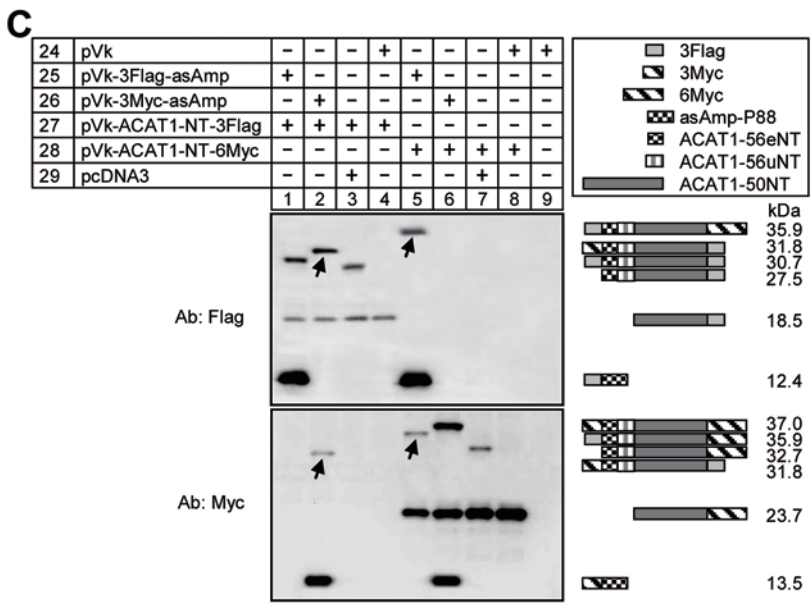 C
24 pVk – – – + – – – + +
25 pVk-3Flag-asAmp + – – – + – – – –
26 pVk-3Myc-asAmp – + – – – + – – –
27 pVk-ACAT1-NT-3Flag + + + + – – – – –
28 pVk-ACAT1-NT-6Myc – – – – + + + + –
29 pcDNA3 – – + – – – + – –
1 2 3 4 5 6 7 8 9
3Flag
3Myc
6Myc
asAmp-P88
ACAT1-56eNT
ACAT1-56uNT
ACAT1-50NT
kDa
35.9
31.8
30.7
27.5
Ab: Flag
18.5
12.4
37.0
35.9
32.7
31.8
Ab: Myc
23.7
13.5